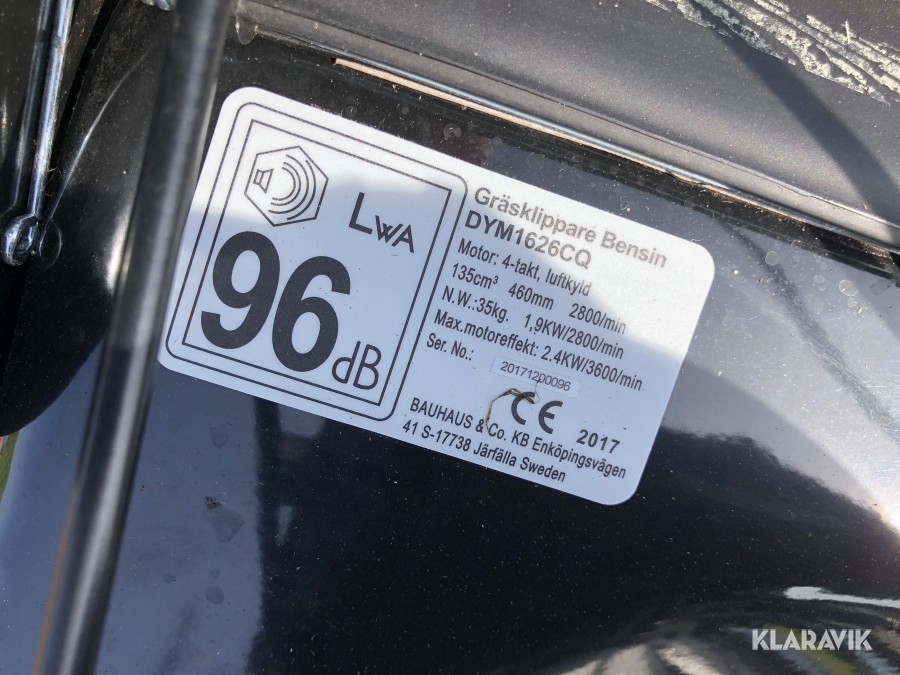 LWA
96dB
Gräsklippare Bensin
DYM1626CQ
Motor: 4-takt, luftkyld
135cm³ 460mm 2800/min
N.W.:35kg. 1,9KW/2800/min
Max.motoreffekt: 2.4KW/3600/min
Ser. No.: 20171200096
CE 2017
BAUHAUS & Co. KB Enköpingsvägen
41 S-17738 Järfälla Sweden
KLARAVIK